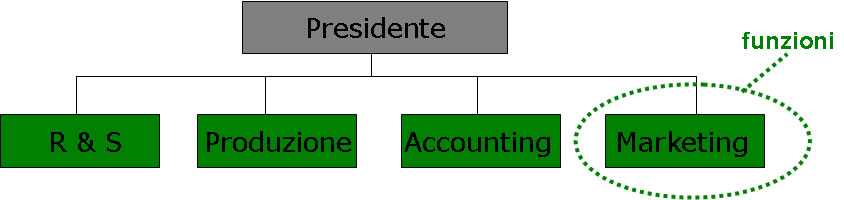 Presidente
funzioni
R & S
Produzione
Accounting
Marketing